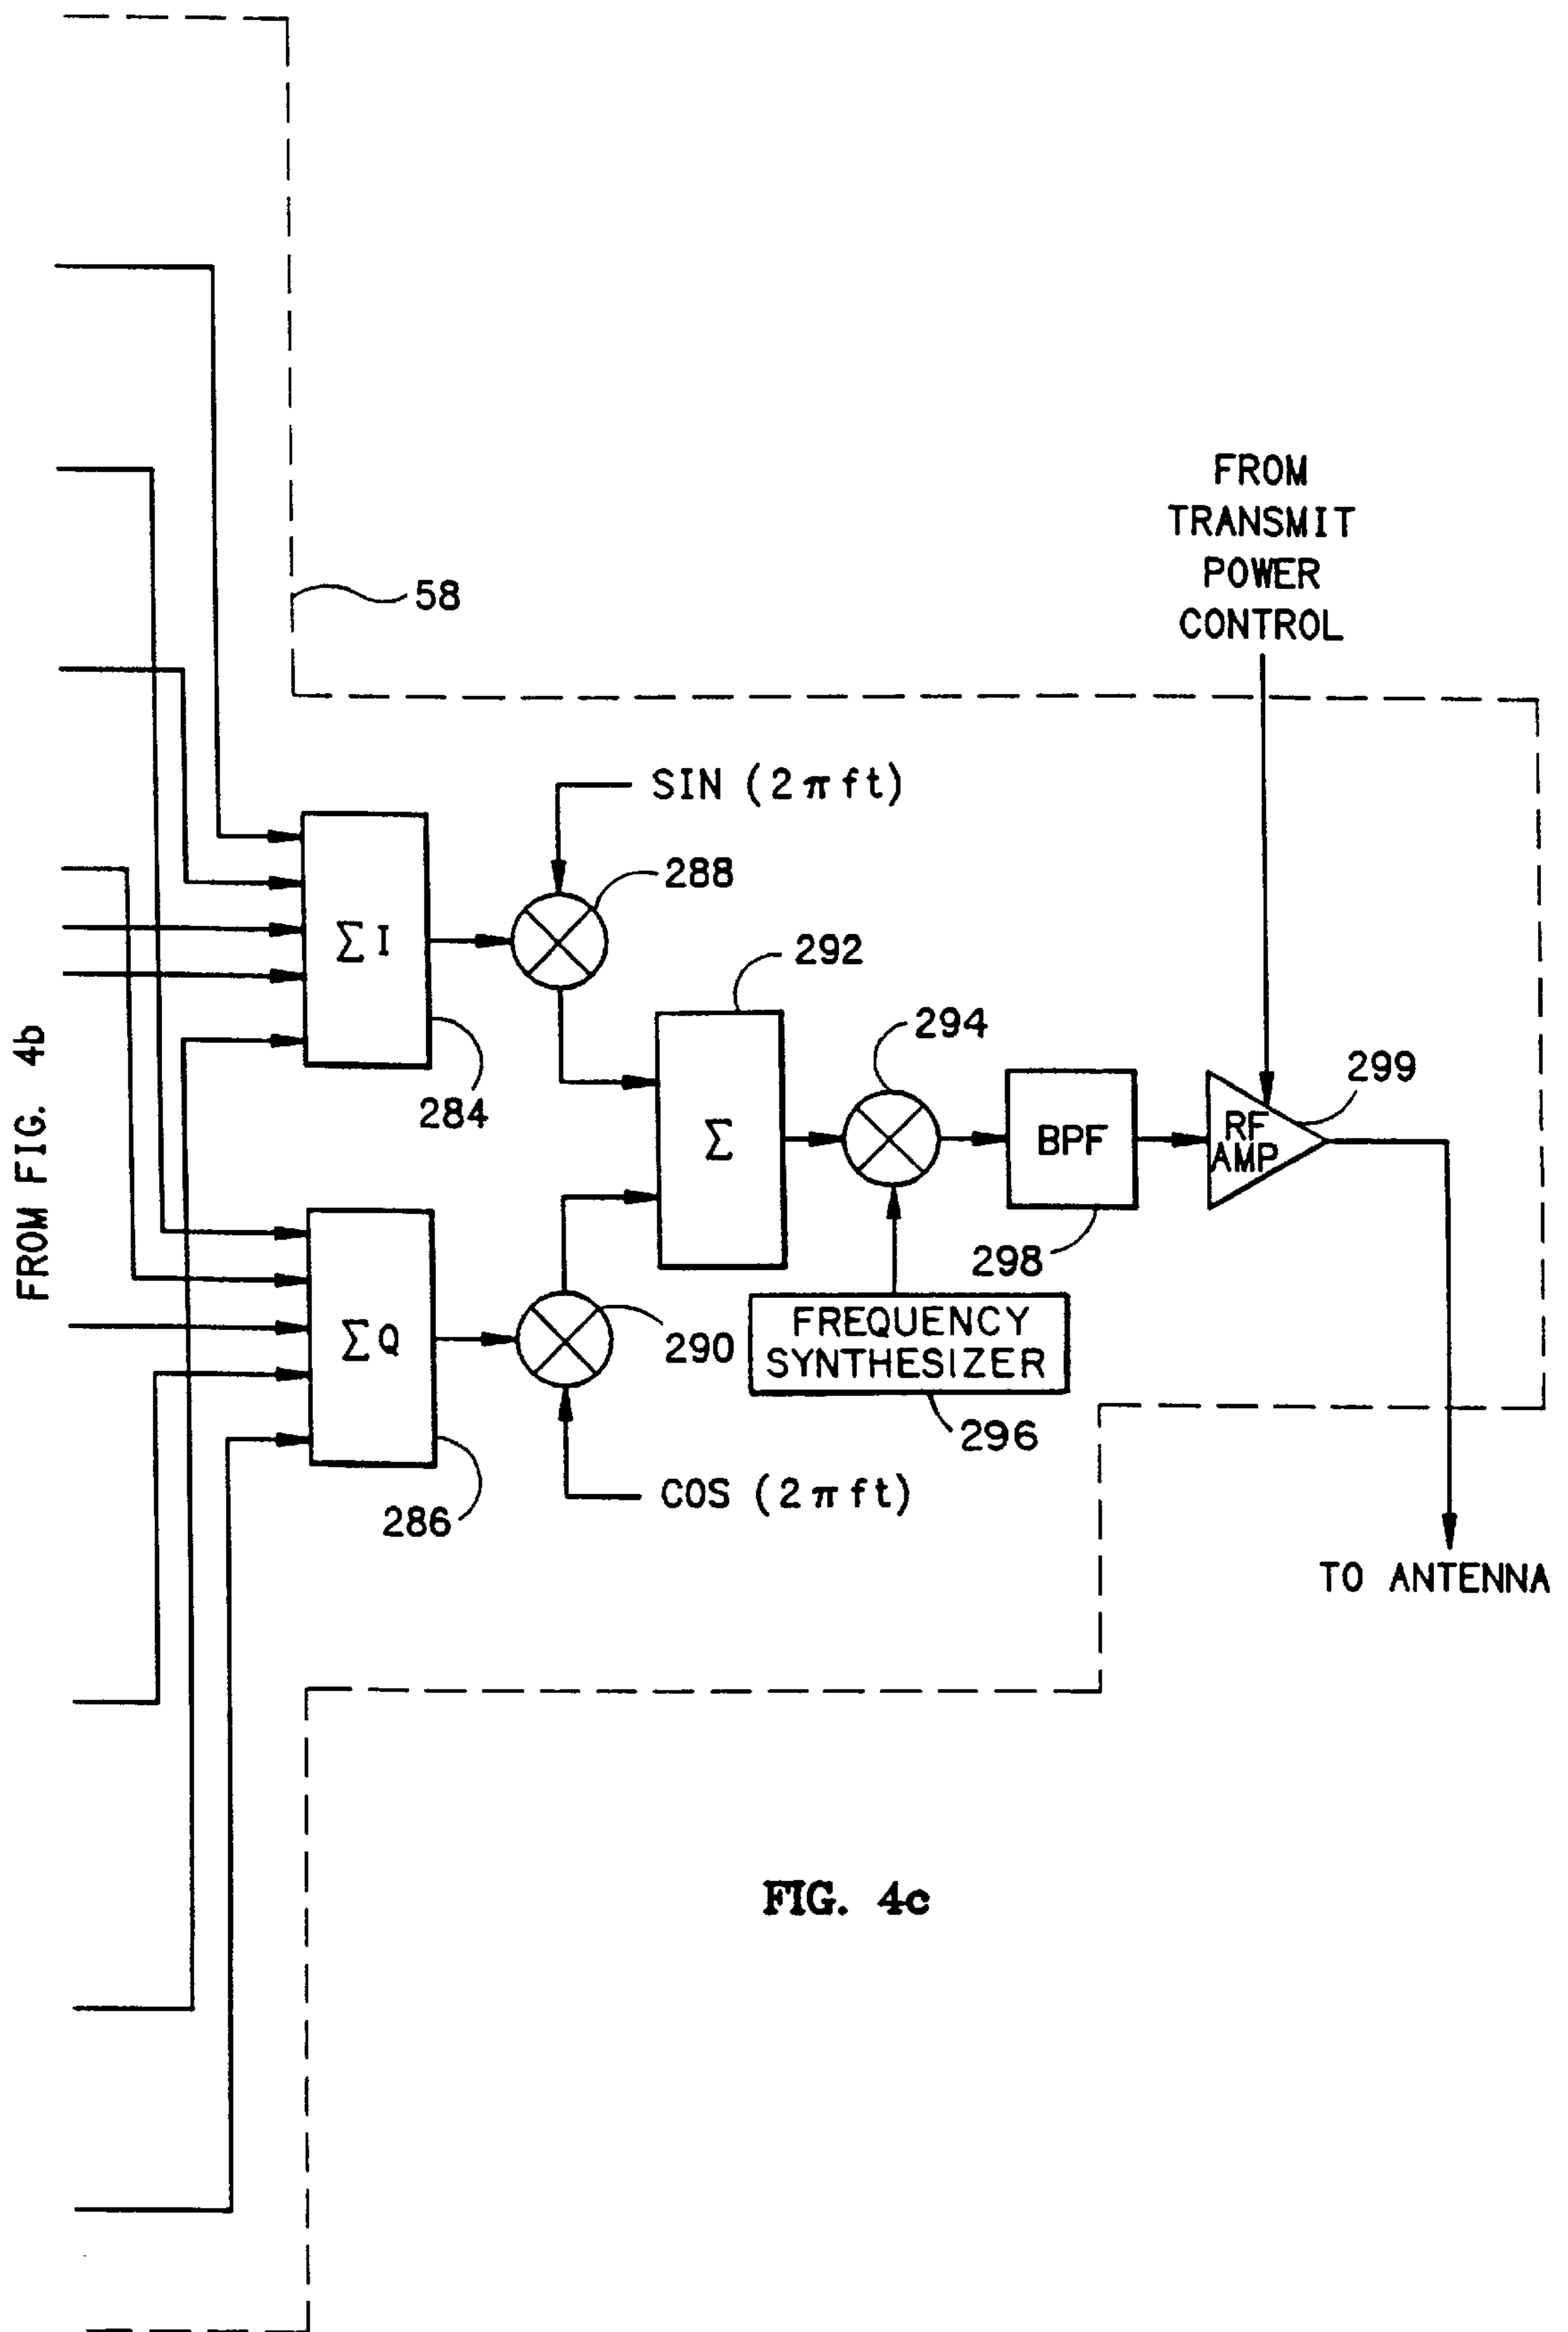 FROM
TRANSMIT
POWER
CONTROL
58
SIN (2πft)
288
ΣI
292
294
299
284
FROM FIG. 4b
Σ
BPF
RF
AMP
298
ΣQ
290
FREQUENCY
SYNTHESIZER
296
COS (2πft)
286
TO ANTENNA
FIG. 4c